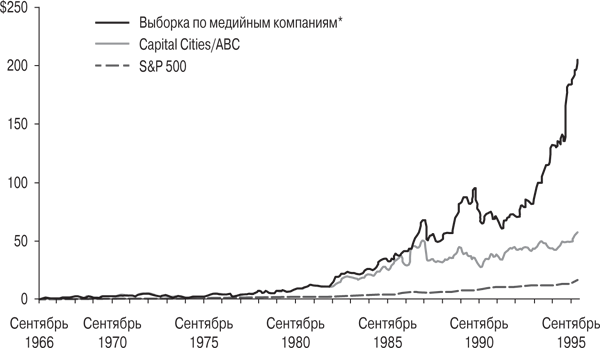 $250
200
150
100
50
0
Выборка по медийным компаниям*
Capital Cities/ABC
S&P 500
Сентябрь 1966
Сентябрь 1970
Сентябрь 1975
Сентябрь 1980
Сентябрь 1985
Сентябрь 1990
Сентябрь 1995